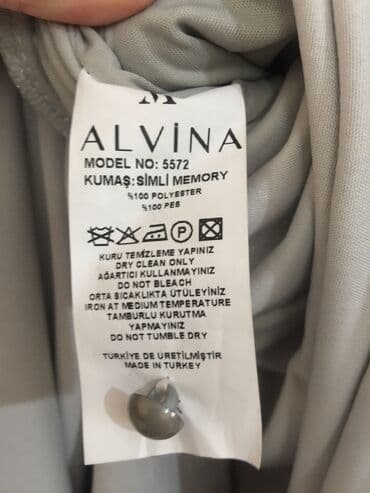 M
ALVİNA
MODEL NO: 5572
KUMAŞ:SİMLİ MEMORY
%100 POLYESTER
%100 PES
P
KURU TEMİZLEME YAPINIZ
DRY CLEAN ONLY
AĞARTICI KULLANMAYINIZ
DO NOT BLEACH
ORTA SICAKLIKTA ÜTÜLEYİNİZ
IRON AT MEDIUM TEMPERATURE
TAMBURLU KURUTMA
YAPMAYINIZ
DO NOT TUMBLE DRY
TURKIYE DE ÜRETİLMİŞTİR
MADE IN TURKEY